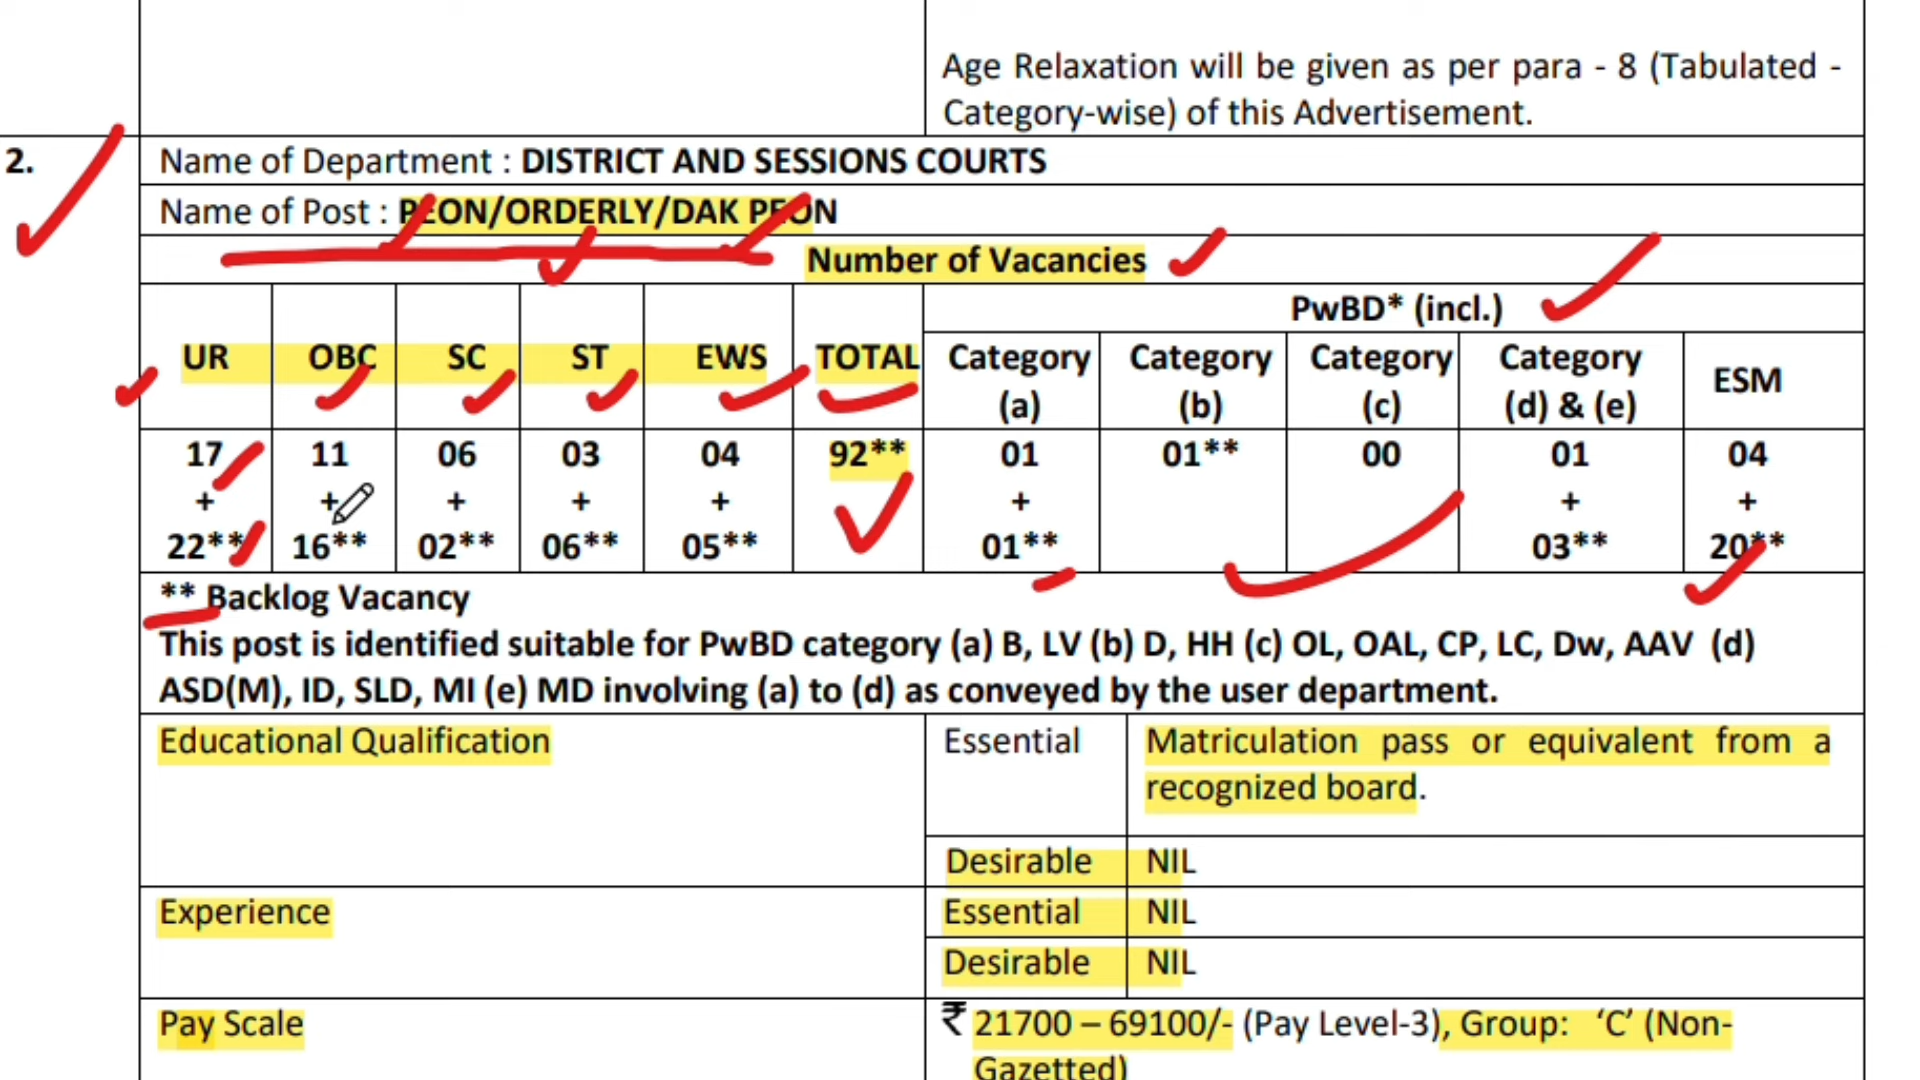 Age Relaxation will be given as per para - 8 (Tabulated -
Category-wise) of this Advertisement.
2.
Name of Department : DISTRICT AND SESSIONS COURTS
Name of Post : PEON/ORDERLY/DAK PEON
Number of Vacancies
PwBD* (incl.)
UR OBC SC ST EWS TOTAL Category (a) Category (b) Category (c) Category (d) & (e) ESM
17 11 06 03 04 92** 01 01** 00 01 04
+ + + + + + + +
22** 16** 02** 06** 05** 01** 03** 20**
** Backlog Vacancy
This post is identified suitable for PwBD category (a) B, LV (b) D, HH (c) OL, OAL, CP, LC, Dw, AAV (d)
ASD(M), ID, SLD, MI (e) MD involving (a) to (d) as conveyed by the user department.
Educational Qualification
Essential
Matriculation pass or equivalent from a
recognized board.
Desirable NIL
Experience
Essential NIL
Desirable NIL
Pay Scale
₹ 21700 – 69100/- (Pay Level-3), Group: ‘C’ (Non-
Gazetted)